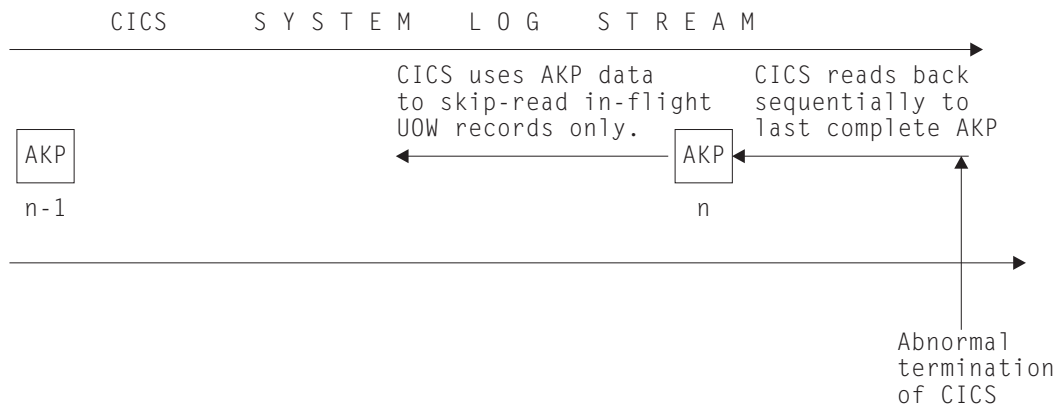 CICS SYSTEM LOG STREAM
CICS uses AKP data
to skip-read in-flight
UOW records only.
CICS reads back
sequentially to
last complete AKP
AKP
AKP
n-1
n
Abnormal
termination
of CICS